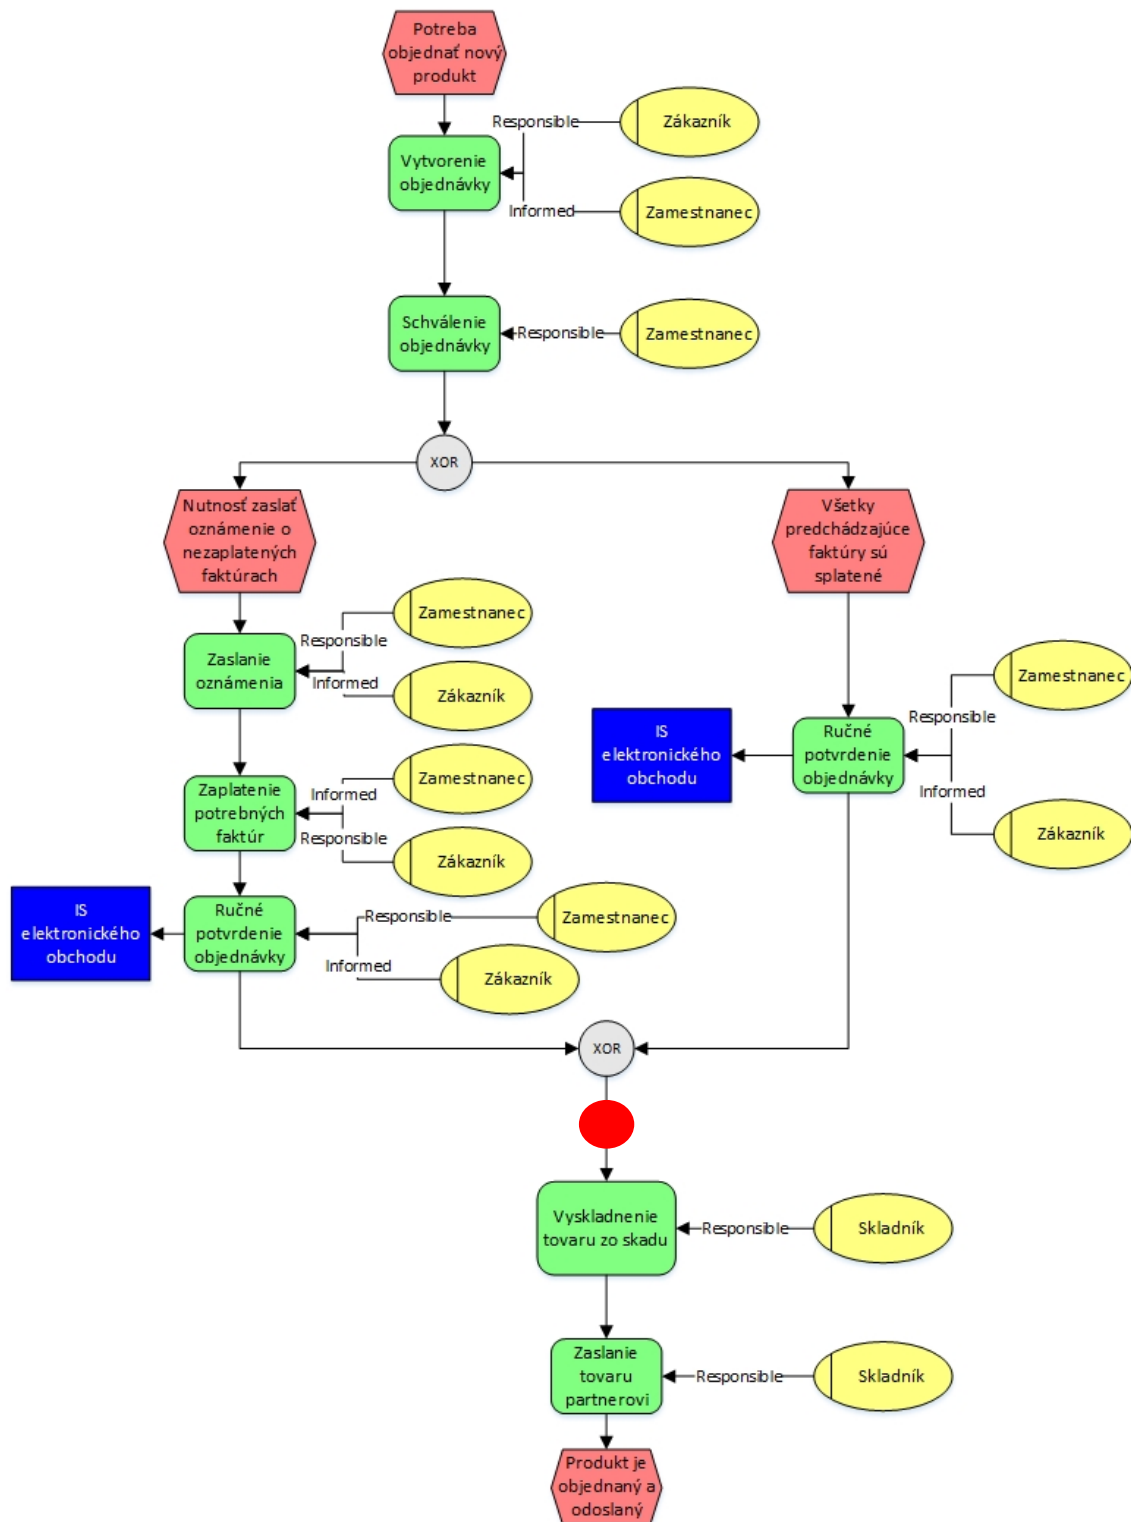 Potreba
objednať nový
produkt
Responsible
Zákazník
Vytvorenie
objednávky
Informed
Zamestnanec
Schválenie
objednávky
Responsible
Zamestnanec
XOR
Nutnosť zaslať
oznámenie o
nezaplatených
faktúrach
Všetky
predchádzajúce
faktúry sú
splatené
Zamestnanec
Responsible
Zaslanie
oznámenia
Informed
Zákazník
Zamestnanec
Informed
Zaplatenie
potrebných
faktúr
Responsible
Zákazník
Zamestnanec
Responsible
IS
elektronického
obchodu
Ručné
potvrdenie
objednávky
Informed
Zákazník
IS
elektronického
obchodu
Ručné
potvrdenie
objednávky
Responsible
Zamestnanec
Informed
Zákazník
XOR
Vyskladnenie
tovaru zo skadu
Responsible
Skladník
Zaslanie
tovaru
partnerovi
Responsible
Skladník
Produkt je
objednaný a
odoslaný